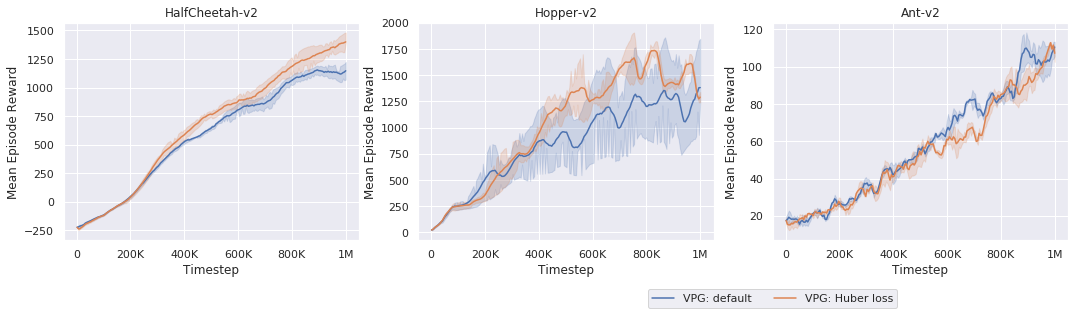 HalfCheetah-v2
1500
1250
1000
750
500
250
0
−250
Mean Episode Reward
0 200K 400K 600K 800K 1M
Timestep
Hopper-v2
2000
1750
1500
1250
1000
750
500
250
0
Mean Episode Reward
0 200K 400K 600K 800K 1M
Timestep
Ant-v2
120
100
80
60
40
20
Mean Episode Reward
0 200K 400K 600K 800K 1M
Timestep
VPG: default VPG: Huber loss